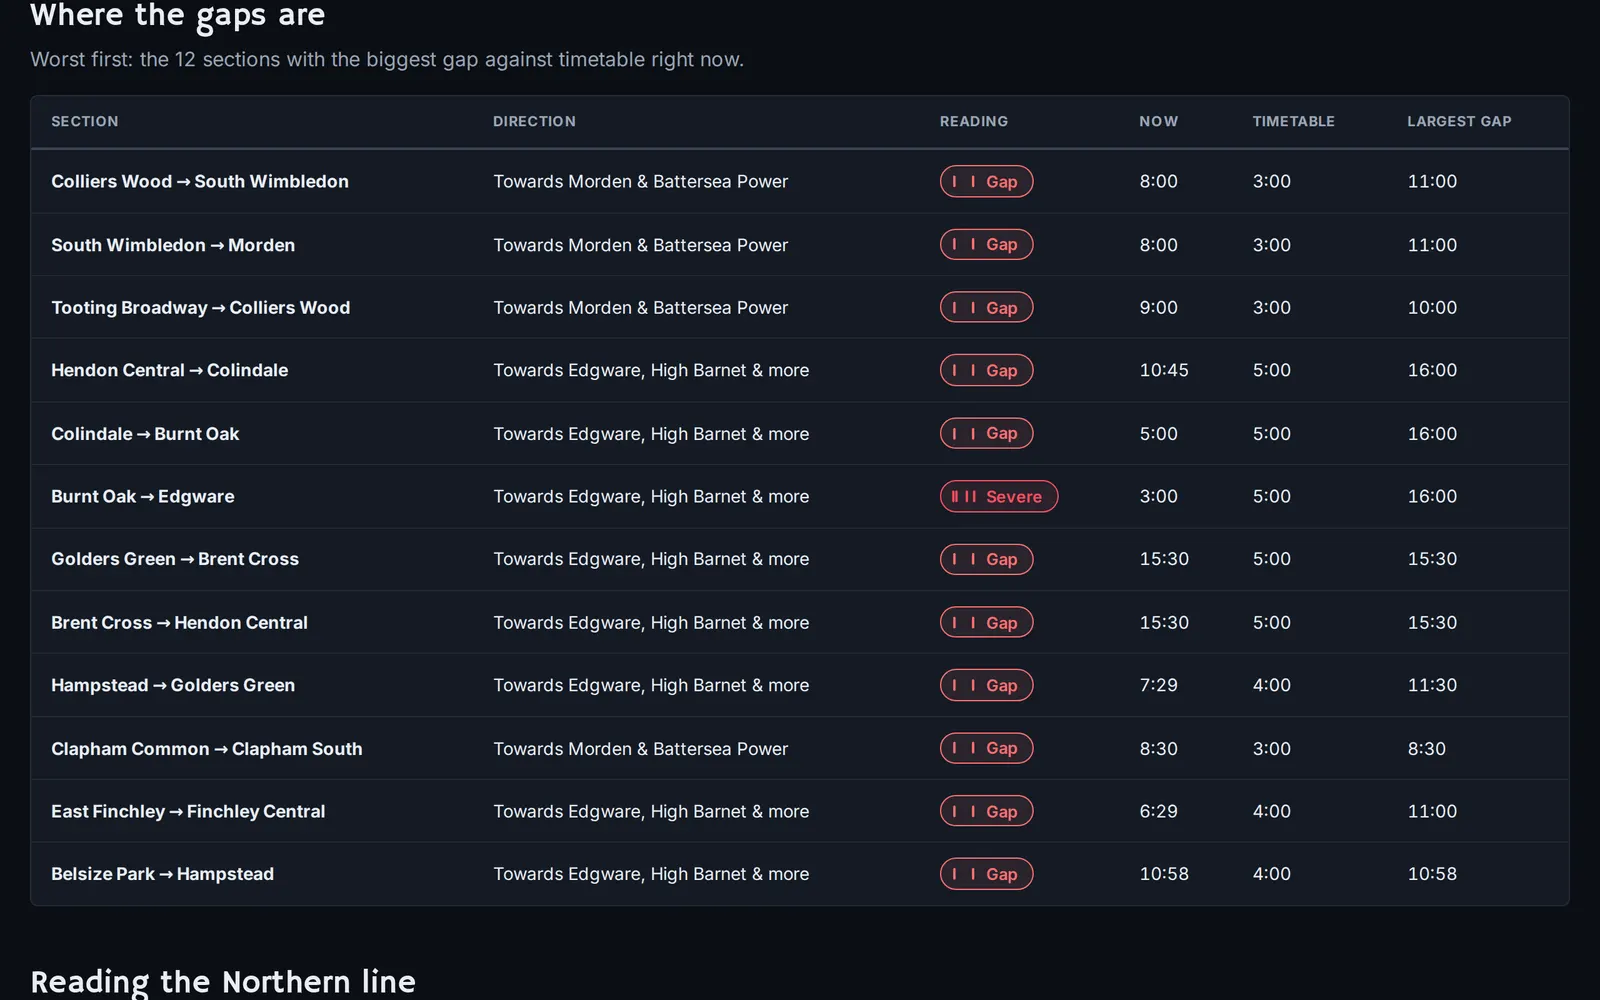 Where the gaps are
Worst first: the 12 sections with the biggest gap against timetable right now.
SECTION DIRECTION READING NOW TIMETABLE LARGEST GAP
Colliers Wood → South Wimbledon Towards Morden & Battersea Power Gap 8:00 3:00 11:00
South Wimbledon → Morden Towards Morden & Battersea Power Gap 8:00 3:00 11:00
Tooting Broadway → Colliers Wood Towards Morden & Battersea Power Gap 9:00 3:00 10:00
Hendon Central → Colindale Towards Edgware, High Barnet & more Gap 10:45 5:00 16:00
Colindale → Burnt Oak Towards Edgware, High Barnet & more Gap 5:00 5:00 16:00
Burnt Oak → Edgware Towards Edgware, High Barnet & more Severe 3:00 5:00 16:00
Golders Green → Brent Cross Towards Edgware, High Barnet & more Gap 15:30 5:00 15:30
Brent Cross → Hendon Central Towards Edgware, High Barnet & more Gap 15:30 5:00 15:30
Hampstead → Golders Green Towards Edgware, High Barnet & more Gap 7:29 4:00 11:30
Clapham Common → Clapham South Towards Morden & Battersea Power Gap 8:30 3:00 8:30
East Finchley → Finchley Central Towards Edgware, High Barnet & more Gap 6:29 4:00 11:00
Belsize Park → Hampstead Towards Edgware, High Barnet & more Gap 10:58 4:00 10:58
Reading the Northern line